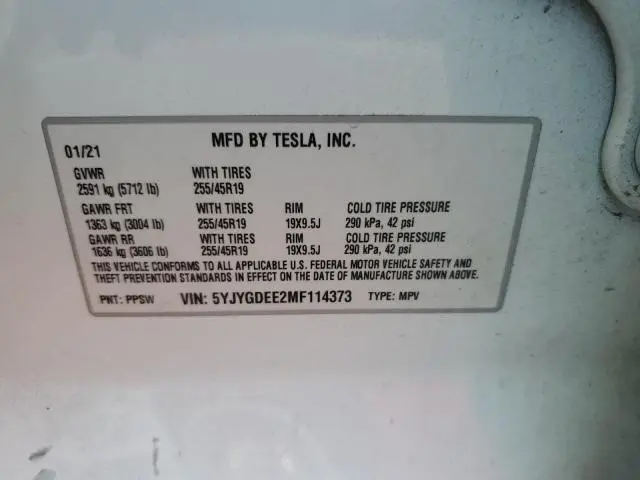 01/21 MFD BY TESLA, INC.
GVWR WITH TIRES
2591 kg (5712 lb) 255/45R19
GAWR FRT WITH TIRES RIM COLD TIRE PRESSURE
1363 kg (3004 lb) 255/45R19 19X9.5J 290 kPa, 42 psi
GAWR RR WITH TIRES RIM COLD TIRE PRESSURE
1636 kg (3606 lb) 255/45R19 19X9.5J 290 kPa, 42 psi
THIS VEHICLE CONFORMS TO ALL APPLICABLE U.S. FEDERAL MOTOR VEHICLE SAFETY AND
THEFT PREVENTION STANDARDS IN EFFECT ON THE DATE OF MANUFACTURE SHOWN ABOVE.
PNT: PPSW VIN: 5YJYGDEE2MF114373 TYPE: MPV